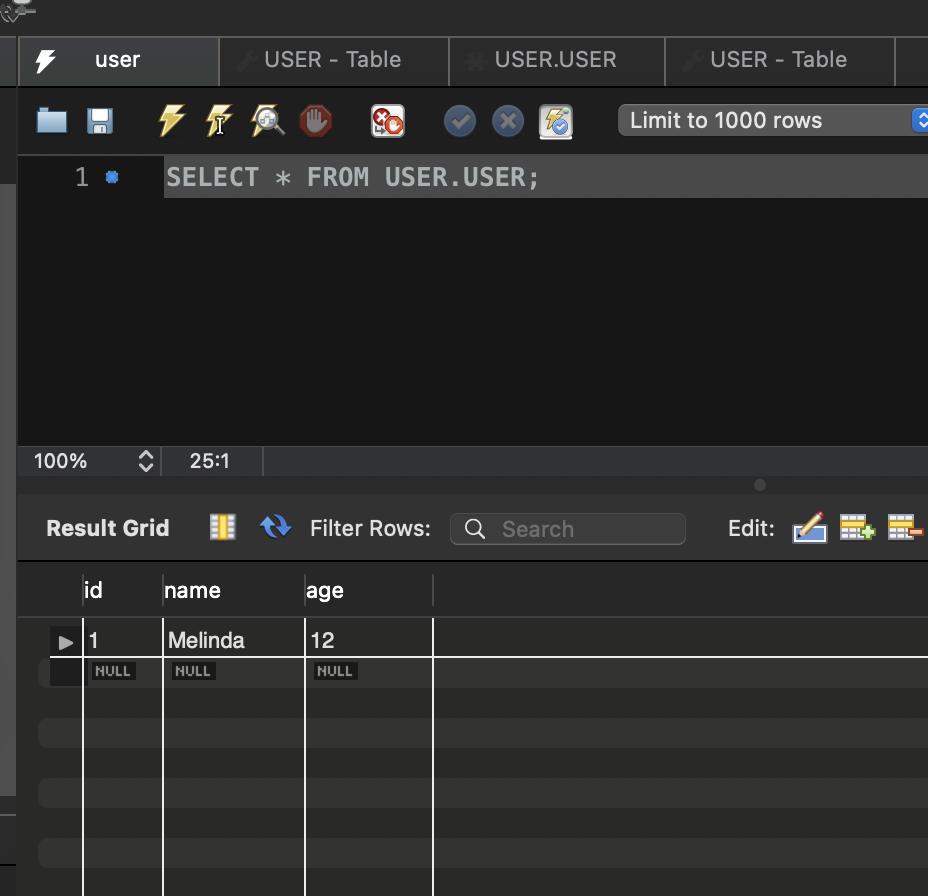 user USER - Table USER.USER USER - Table
Limit to 1000 rows
1 SELECT * FROM USER.USER;
100% 25:1
Result Grid Filter Rows: Search Edit:
id name age
1 Melinda 12
NULL NULL NULL